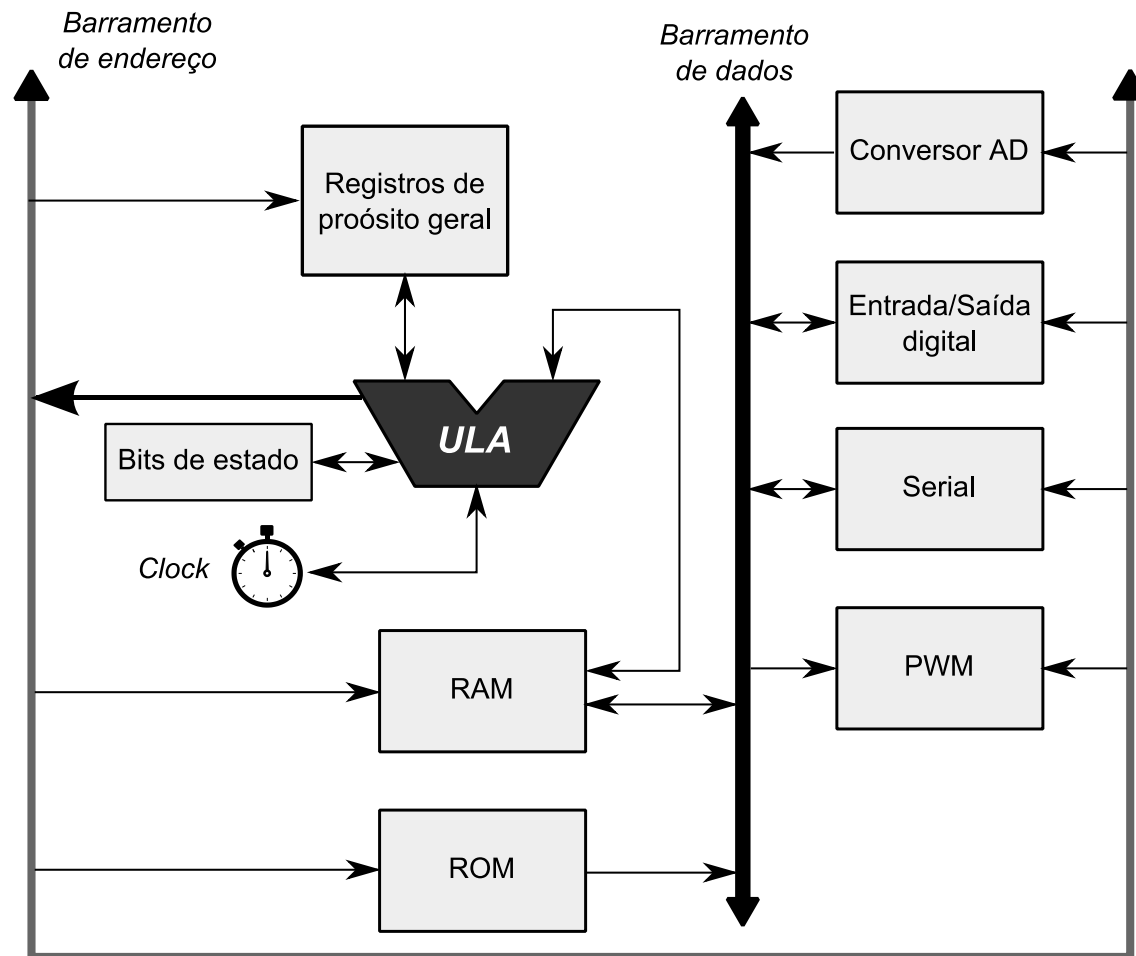 Barramento
de endereço
Barramento
de dados
Conversor AD
Registros de
proósito geral
Entrada/Saída
digital
ULA
Bits de estado
Serial
Clock
RAM
PWM
ROM